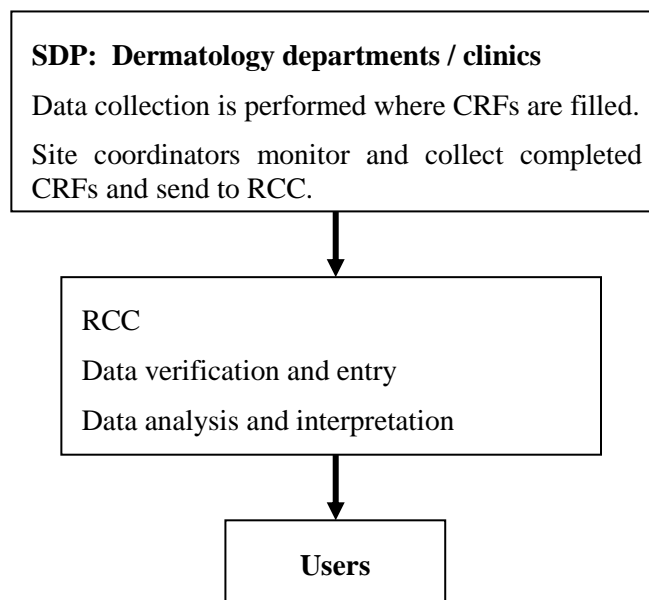 SDP: Dermatology departments / clinics
Data collection is performed where CRFs are filled.
Site coordinators monitor and collect completed
CRFs and send to RCC.
RCC
Data verification and entry
Data analysis and interpretation
Users